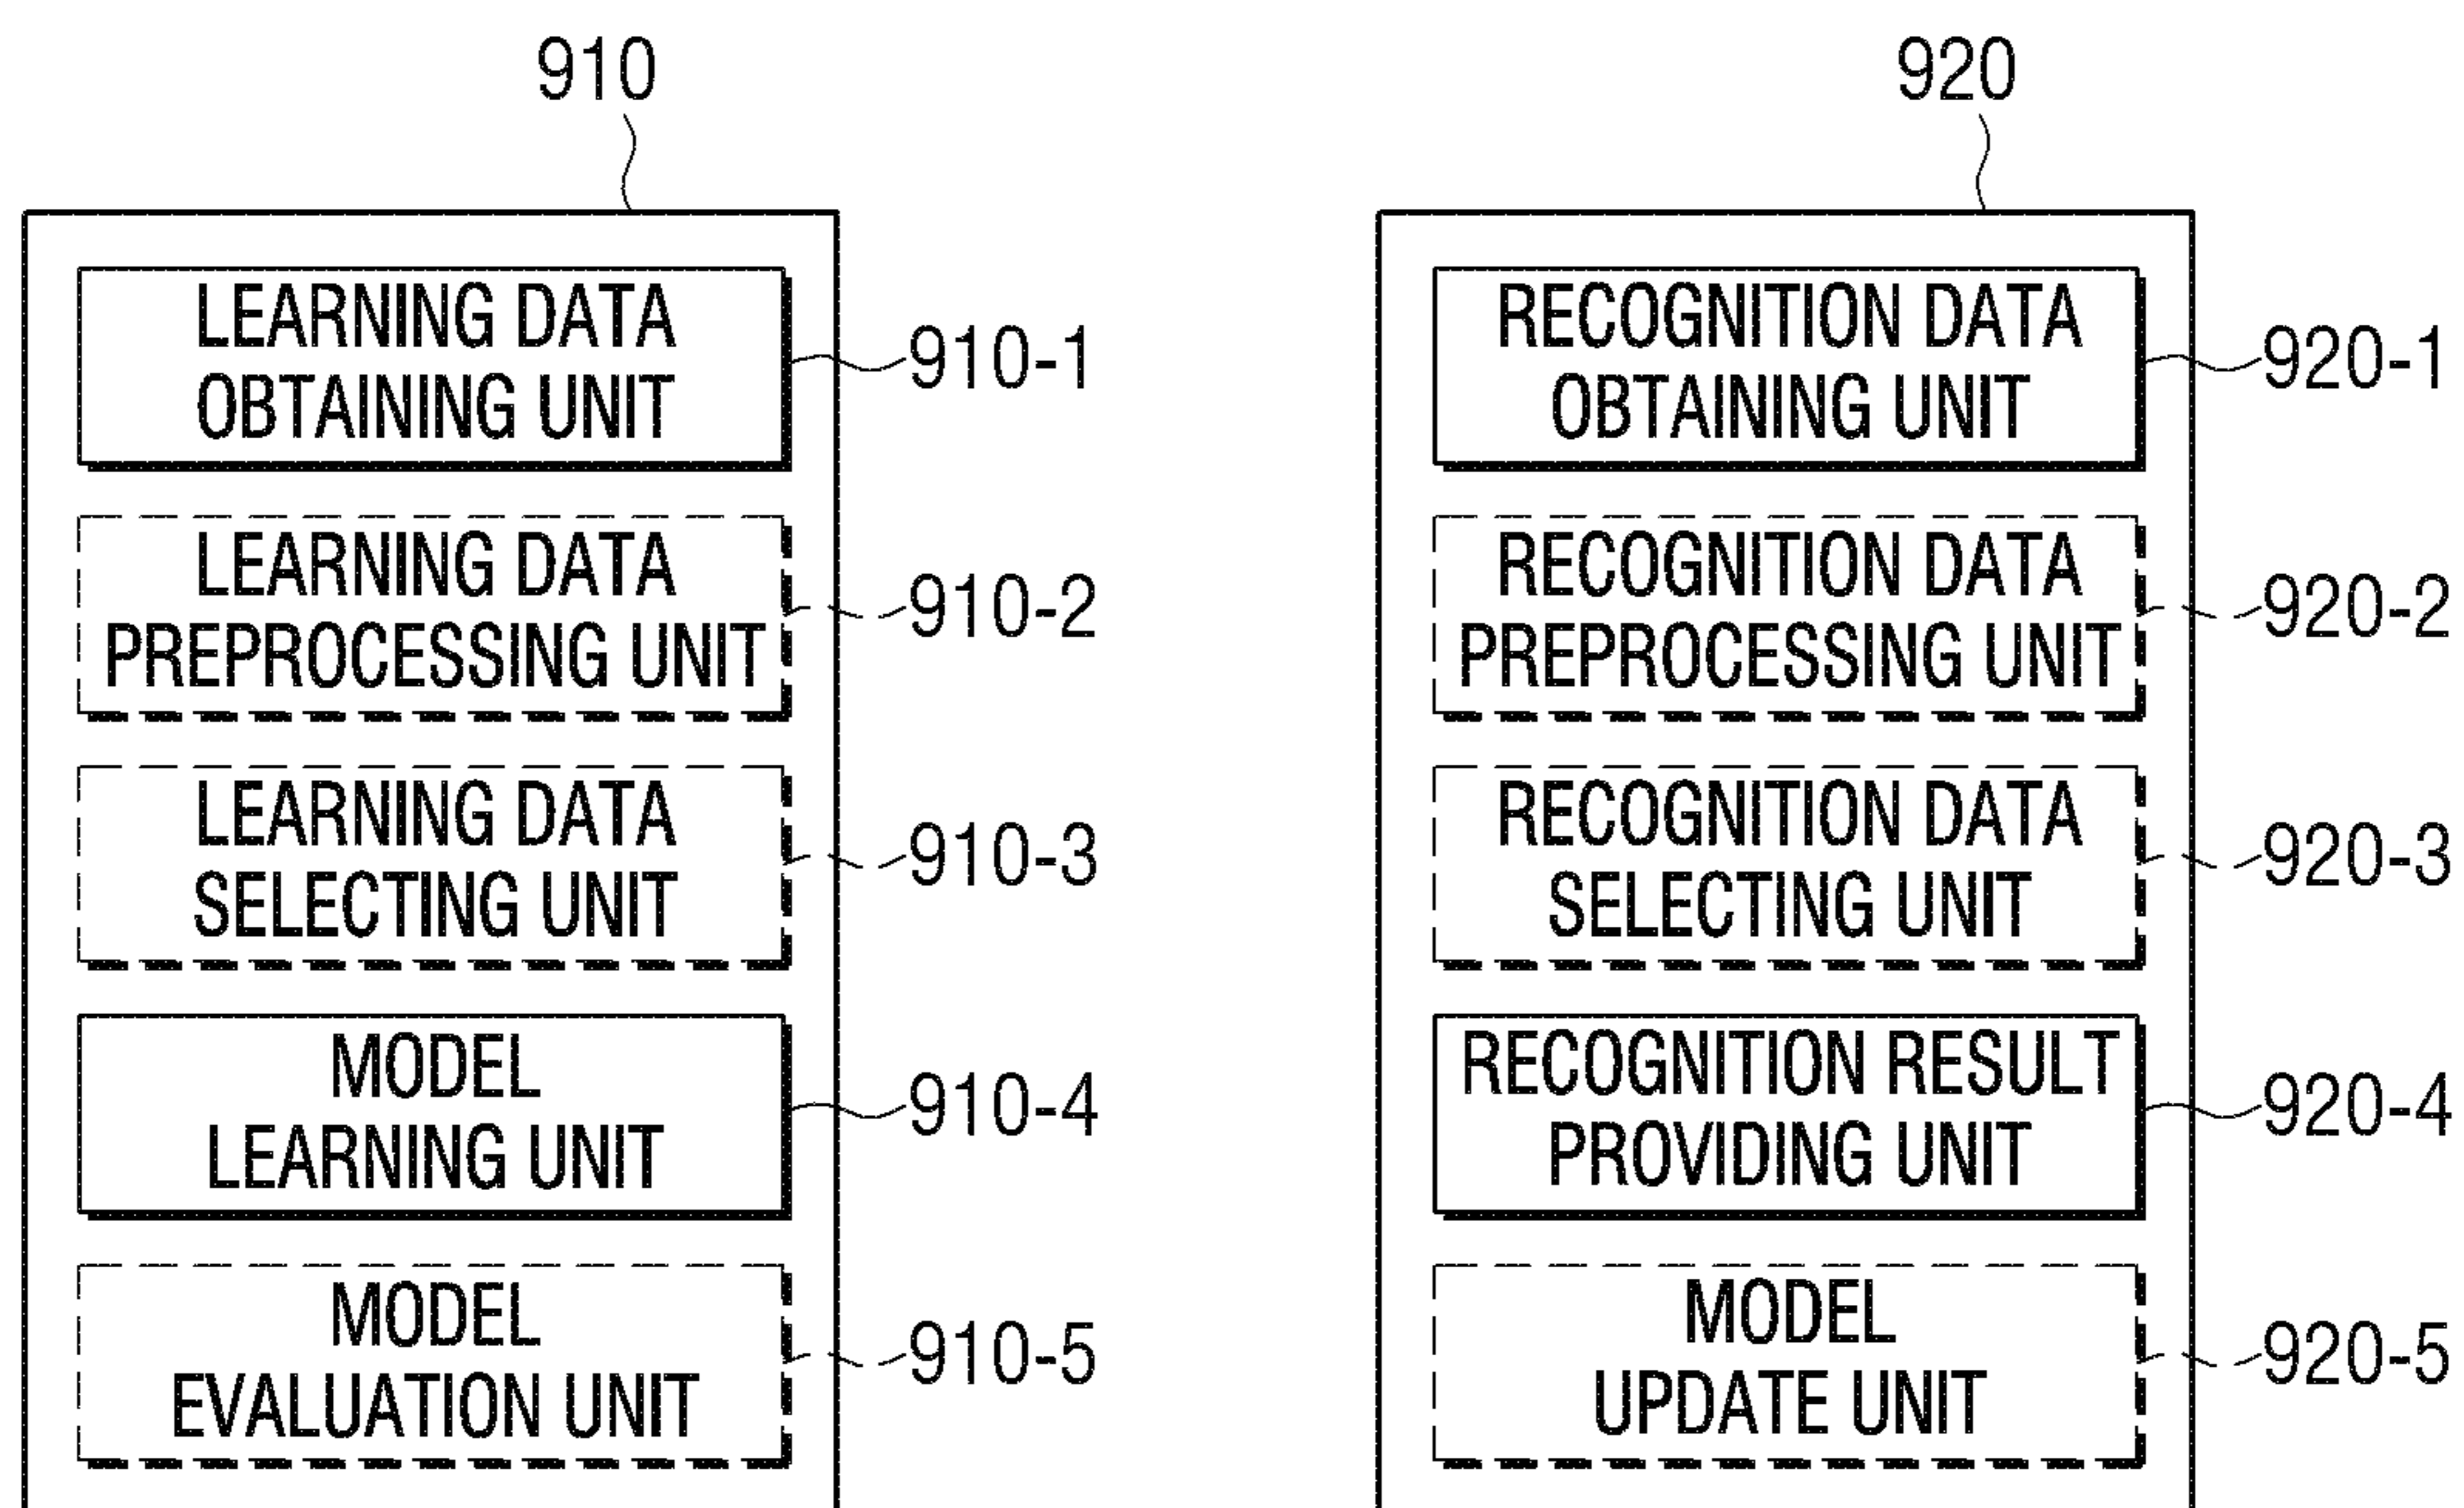 910
LEARNING DATA
OBTAINING UNIT
910-1
LEARNING DATA
PREPROCESSING UNIT
910-2
LEARNING DATA
SELECTING UNIT
910-3
MODEL
LEARNING UNIT
910-4
MODEL
EVALUATION UNIT
910-5
920
RECOGNITION DATA
OBTAINING UNIT
920-1
RECOGNITION DATA
PREPROCESSING UNIT
920-2
RECOGNITION DATA
SELECTING UNIT
920-3
RECOGNITION RESULT
PROVIDING UNIT
920-4
MODEL
UPDATE UNIT
920-5